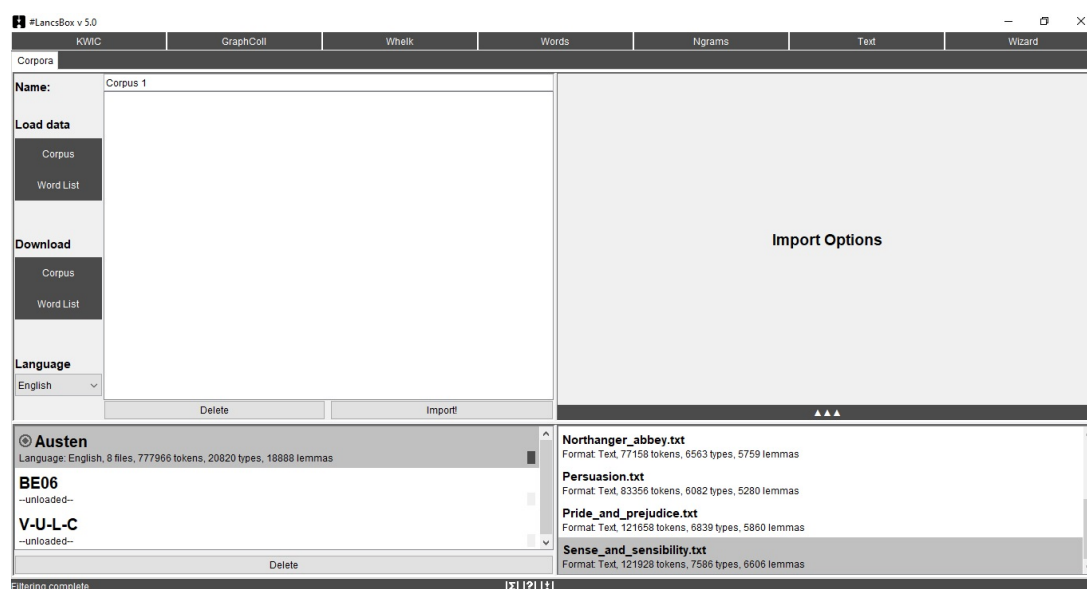 #LancsBox v 5.0
KWIC GraphColl Whelk Words Ngrams Text Wizard
Corpora
Name:
Corpus 1
Load data
Corpus
Word List
Download
Corpus
Word List
Language
English
Delete Import!
Import Options
Austen
Language: English, 8 files, 777966 tokens, 20820 types, 18888 lemmas
BE06
--unloaded--
V-U-L-C
--unloaded--
Delete
Northanger_abbey.txt
Format: Text, 77158 tokens, 6563 types, 5759 lemmas
Persuasion.txt
Format: Text, 83356 tokens, 6082 types, 5280 lemmas
Pride_and_prejudice.txt
Format: Text, 121658 tokens, 6839 types, 5860 lemmas
Sense_and_sensibility.txt
Format: Text, 121928 tokens, 7586 types, 6606 lemmas
Filtering complete
|Σ| |?| |±|